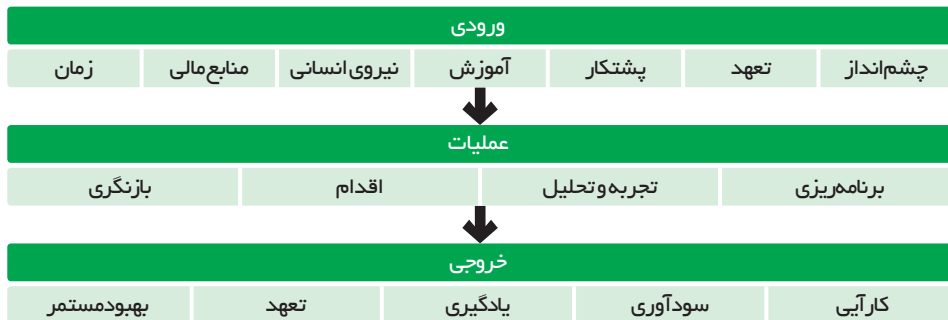 ورودی
چشم‌انداز تعهد پشتکار آموزش نیروی انسانی منابع مالی زمان
عملیات
برنامه‌ریزی تجربه و تحلیل اقدام بازنگری
خروجی
کارآیی سودآوری یادگیری تعهد بهبود مستمر